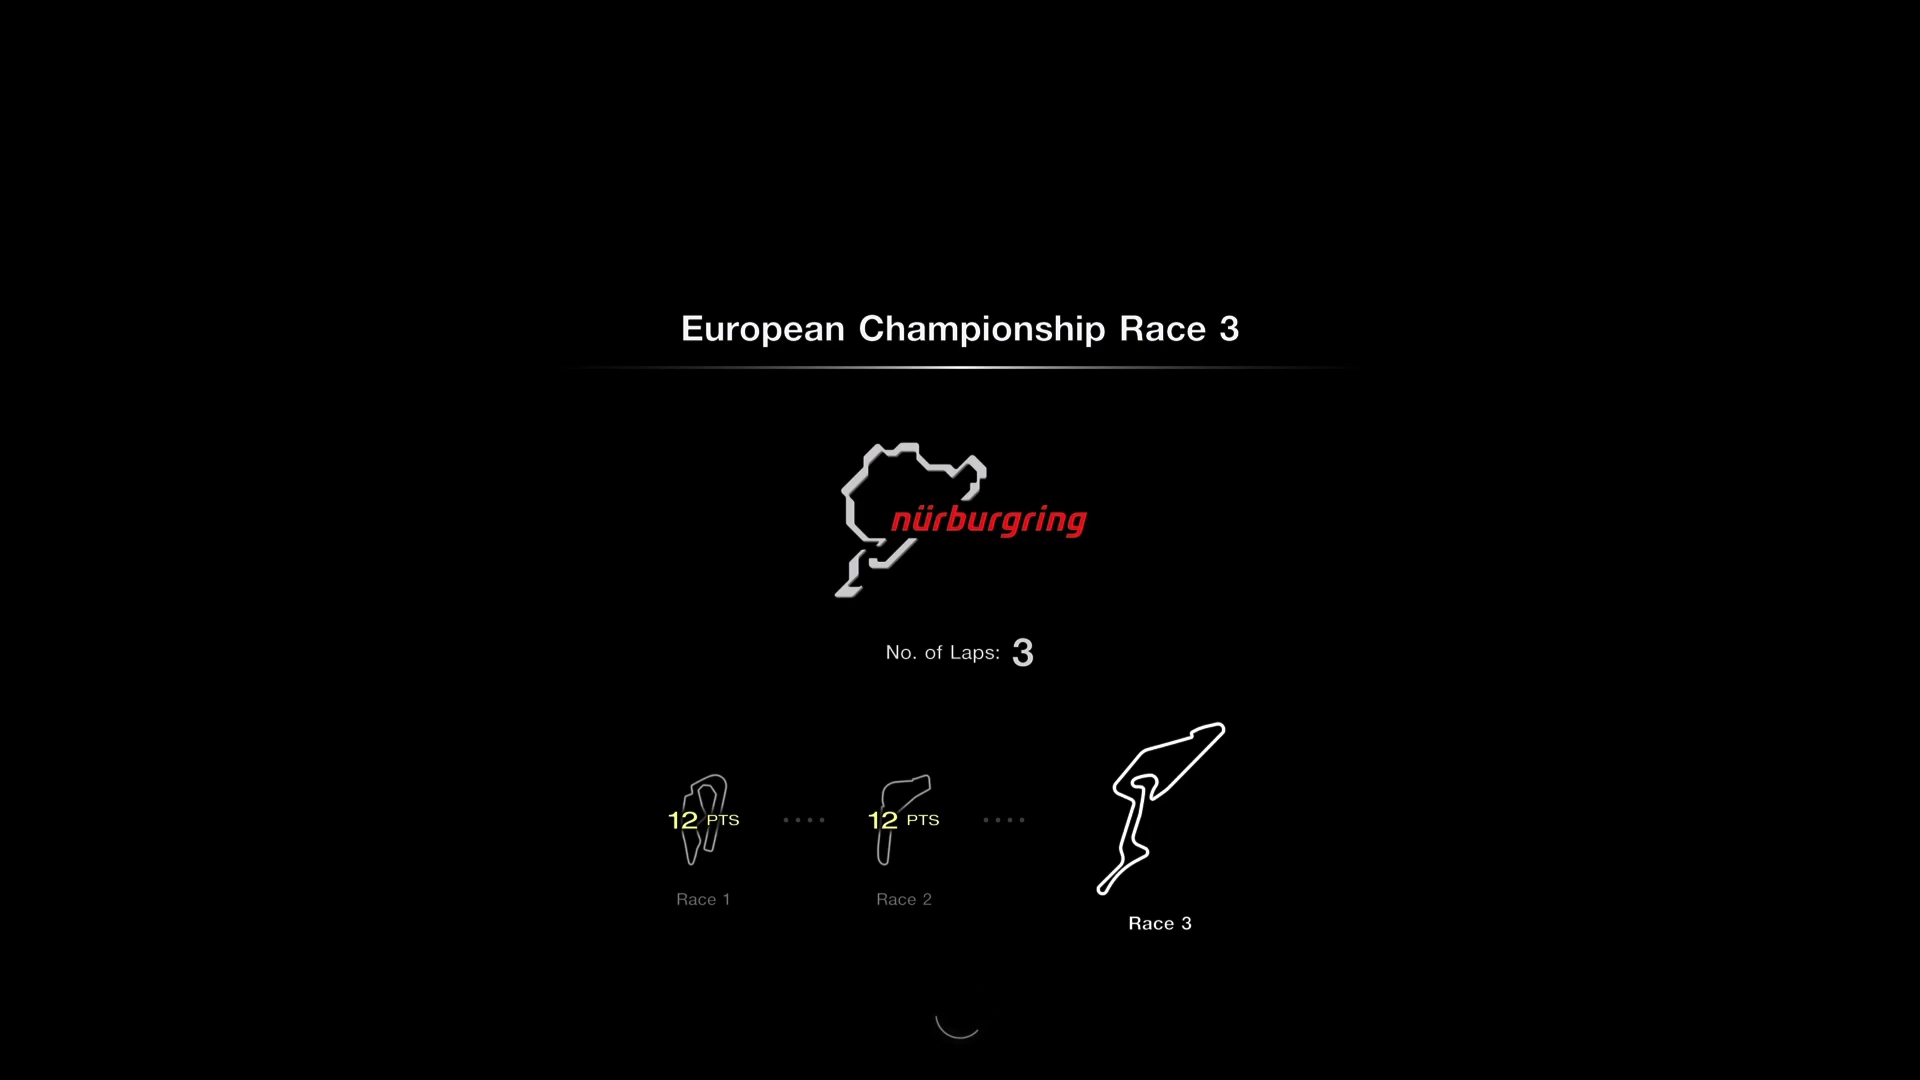 European Championship Race 3
nürburgring
No. of Laps: 3
12 PTS
12 PTS
Race 1
Race 2
Race 3